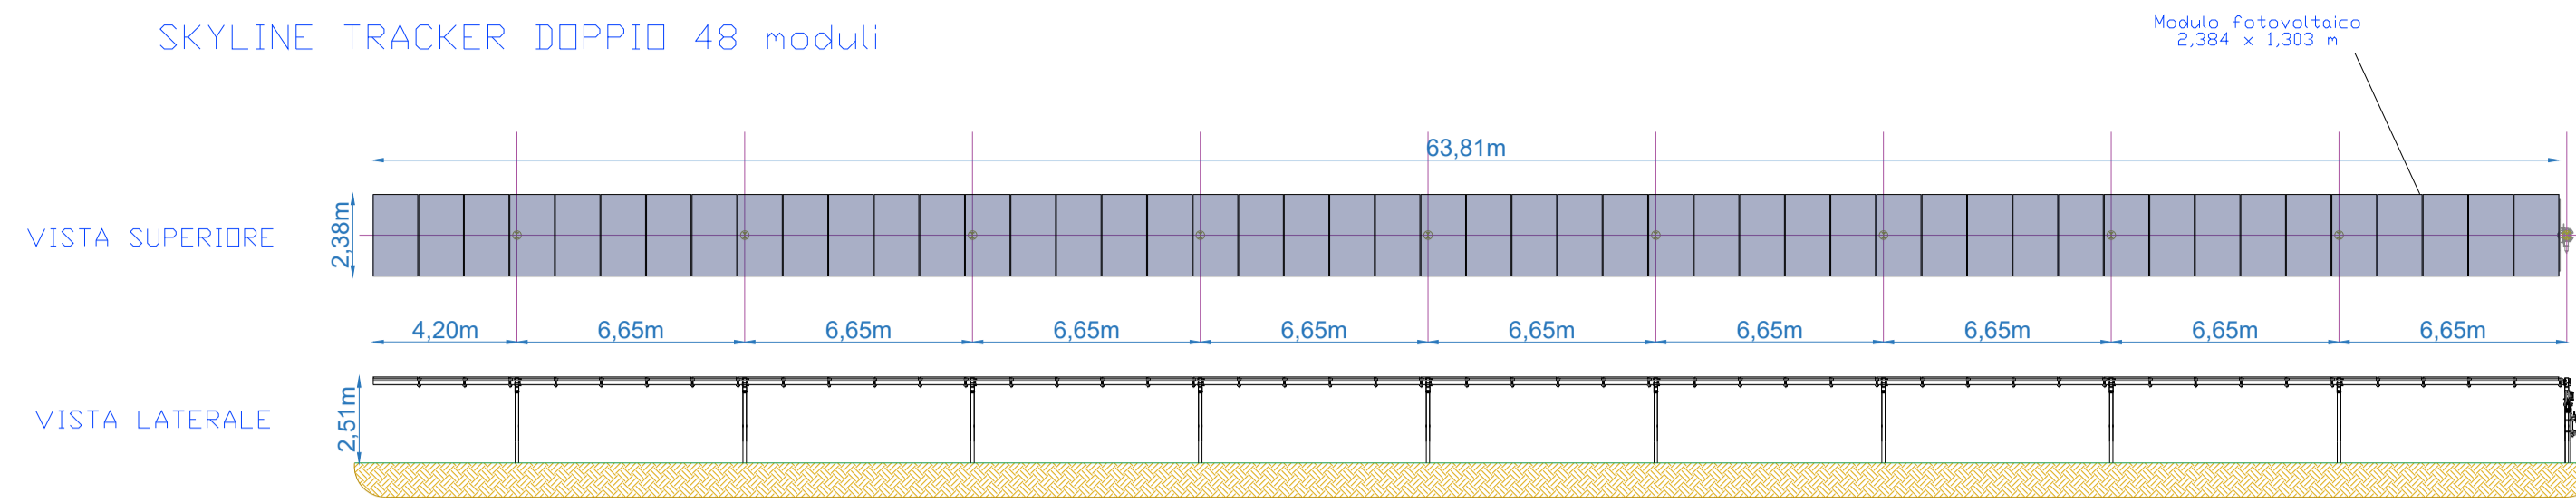 SKYLINE TRACKER DOPPIO 48 moduli
Modulo fotovoltaico
2,384 x 1,303 m
63,81m
2,38m
VISTA SUPERIORE
4,20m 6,65m 6,65m 6,65m 6,65m 6,65m 6,65m 6,65m 6,65m 6,65m
2,51m
VISTA LATERALE